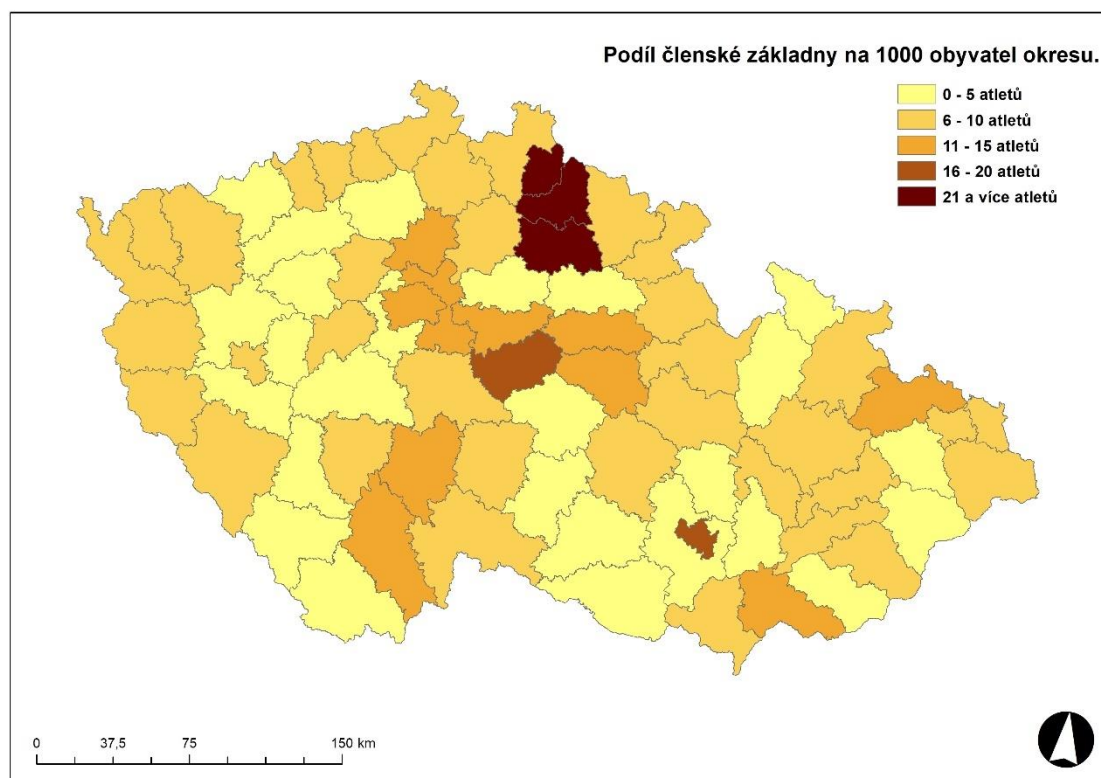 Podíl členské základny na 1000 obyvatel okresu.
0 - 5 atletů
6 - 10 atletů
11 - 15 atletů
16 - 20 atletů
21 a více atletů
0 37,5 75 150 km